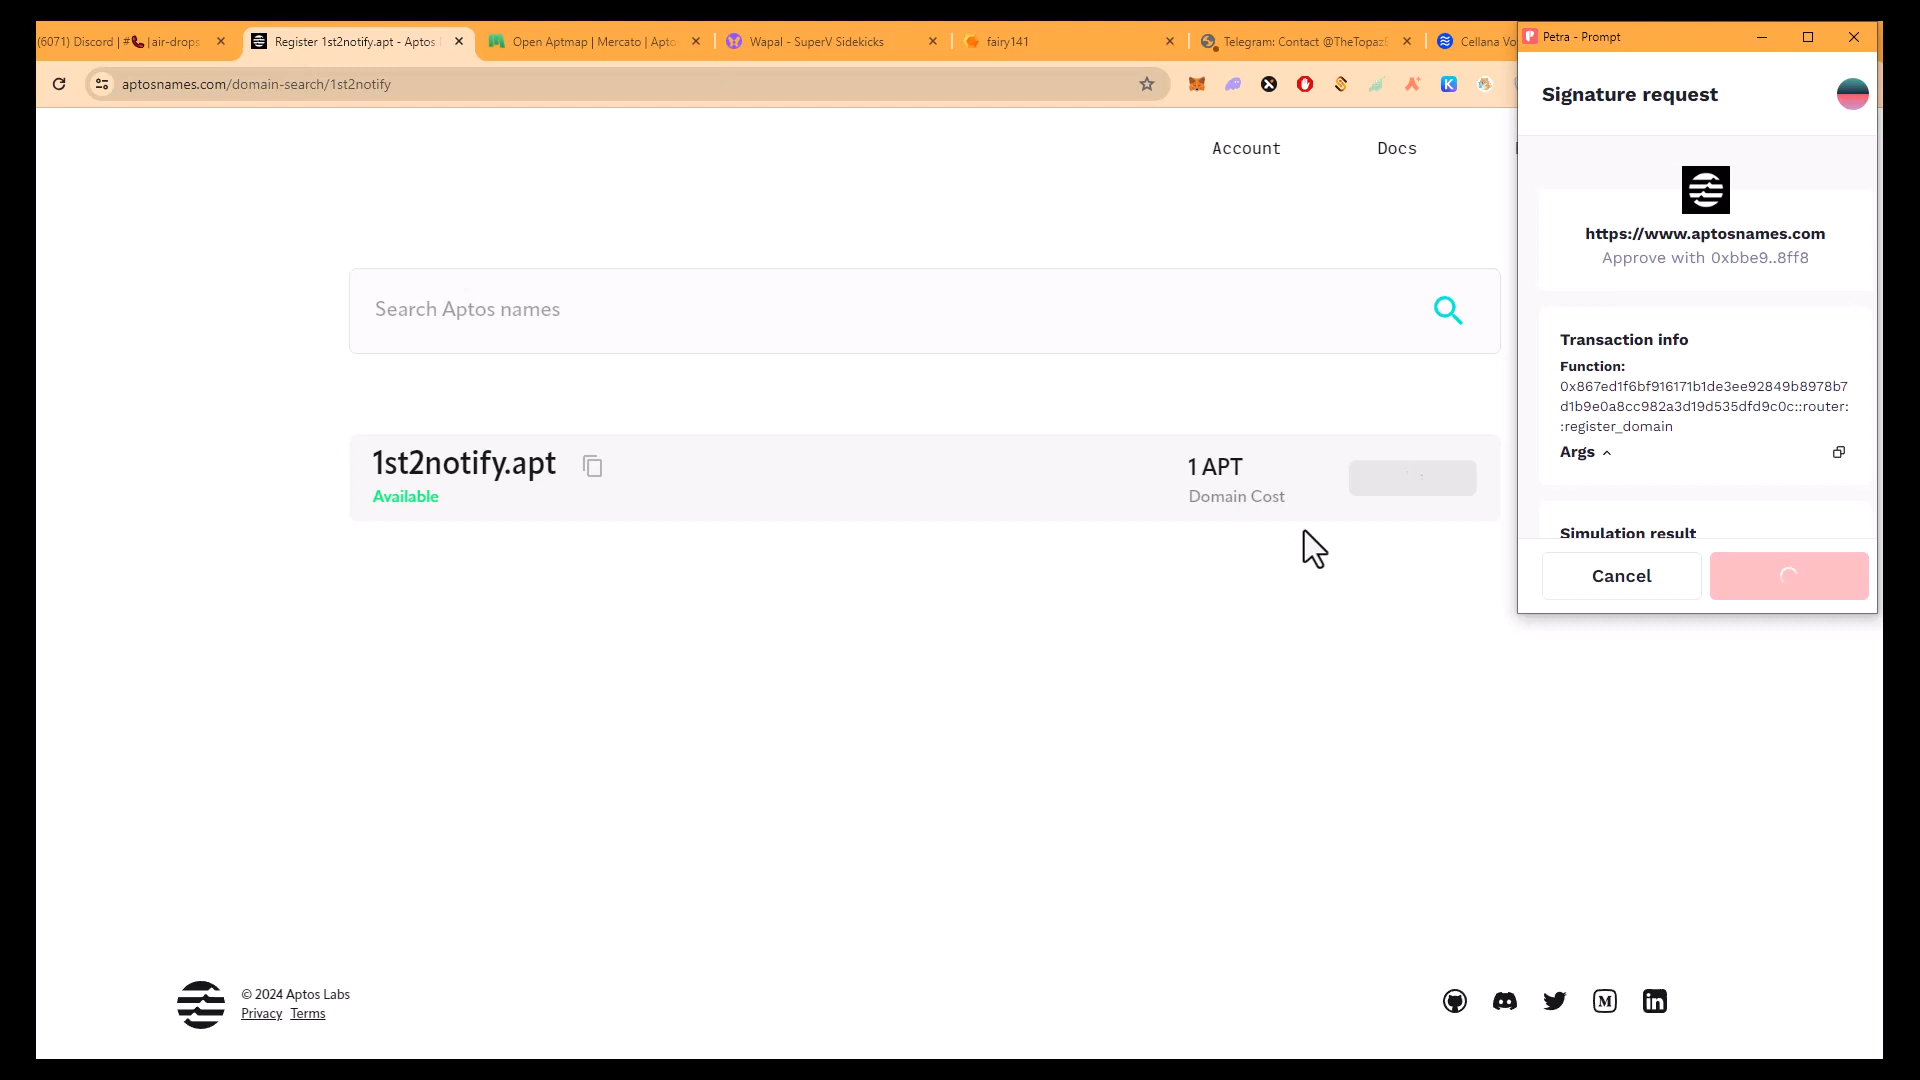 (6071) Discord | #📞|air-drops
Register 1st2notify.apt - Aptos
Open Aptmap | Mercato | Apto
Wapal - SuperV Sidekicks
fairy141
Telegram: Contact @TheTopazB
Cellana Vo
Petra - Prompt
aptosnames.com/domain-search/1st2notify
Account
Docs
Search Aptos names
1st2notify.apt
Available
1 APT
Domain Cost
Signature request
https://www.aptosnames.com
Approve with 0xbbe9..8ff8
Transaction info
Function:
0x867ed1f6bf916171b1de3ee92849b8978b7
d1b9e0a8cc982a3d19d535dfd9c0c::router:
:register_domain
Args
Simulation result
Cancel
© 2024 Aptos Labs
Privacy Terms